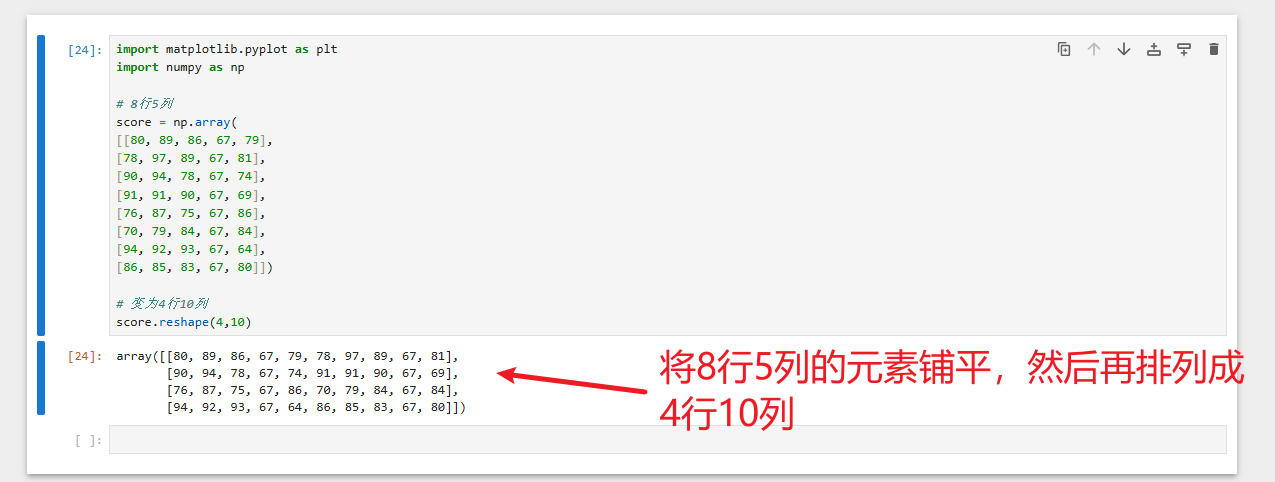 [24]:
import matplotlib.pyplot as plt
import numpy as np
# 8行5列
score = np.array(
[[80, 89, 86, 67, 79],
[78, 97, 89, 67, 81],
[90, 94, 78, 67, 74],
[91, 91, 90, 67, 69],
[76, 87, 75, 67, 86],
[70, 79, 84, 67, 84],
[94, 92, 93, 67, 64],
[86, 85, 83, 67, 80]])
# 变为4行10列
score.reshape(4,10)
[24]:
array([[80, 89, 86, 67, 79, 78, 97, 89, 67, 81],
[90, 94, 78, 67, 74, 91, 91, 90, 67, 69],
[76, 87, 75, 67, 86, 70, 79, 84, 67, 84],
[94, 92, 93, 67, 64, 86, 85, 83, 67, 80]])
将8行5列的元素铺平，然后再排列成
4行10列
[ ]: